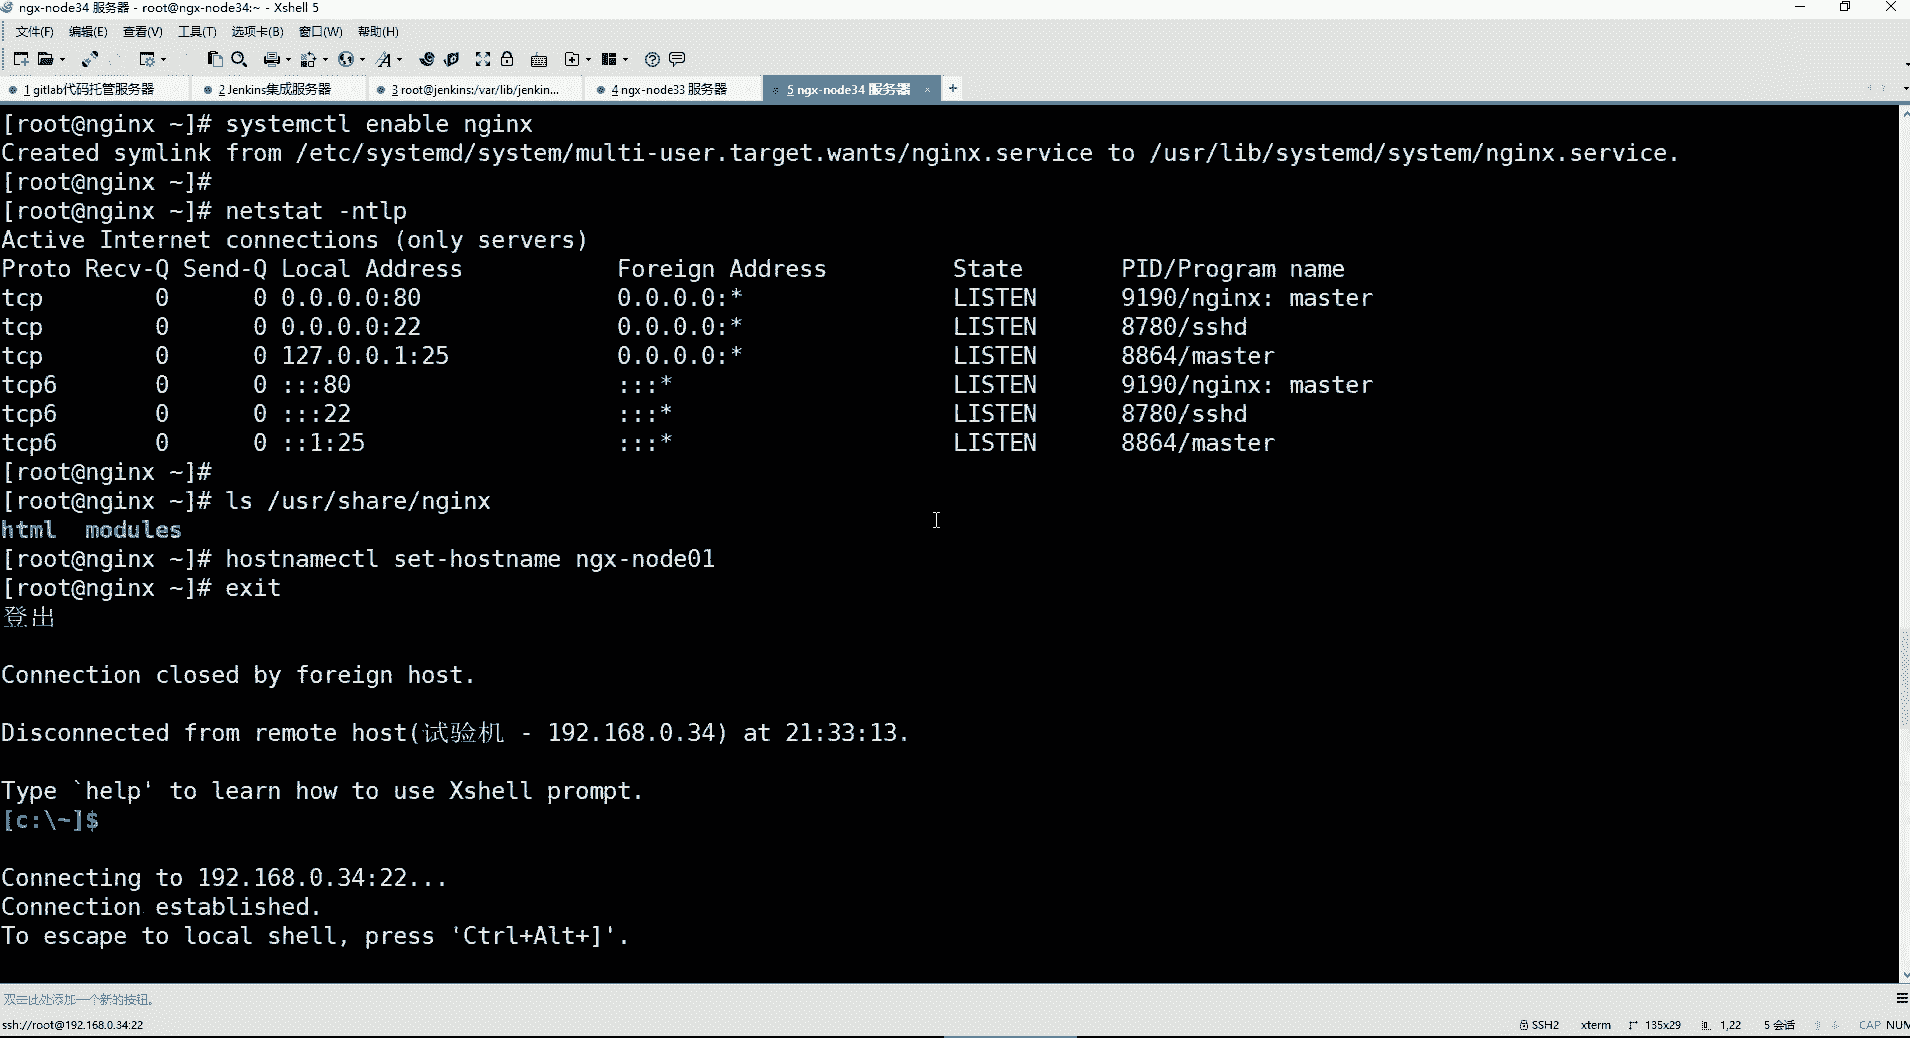 ngx-node34 服务器 - root@ngx-node34:~ - Xshell 5
文件(F) 编辑(E) 查看(V) 工具(T) 选项卡(B) 窗口(W) 帮助(H)
1 gitlab代码托管服务器 2 Jenkins集成服务器 3 root@jenkins:/var/lib/jenkin... 4 ngx-node33 服务器 5 ngx-node34 服务器 × +
[root@nginx ~]# systemctl enable nginx
Created symlink from /etc/systemd/system/multi-user.target.wants/nginx.service to /usr/lib/systemd/system/nginx.service.
[root@nginx ~]#
[root@nginx ~]# netstat -ntlp
Active Internet connections (only servers)
Proto Recv-Q Send-Q Local Address           Foreign Address         State       PID/Program name
tcp        0      0 0.0.0.0:80              0.0.0.0:*               LISTEN      9190/nginx: master
tcp        0      0 0.0.0.0:22              0.0.0.0:*               LISTEN      8780/sshd
tcp        0      0 127.0.0.1:25            0.0.0.0:*               LISTEN      8864/master
tcp6       0      0 :::80                   :::*                    LISTEN      9190/nginx: master
tcp6       0      0 :::22                   :::*                    LISTEN      8780/sshd
tcp6       0      0 ::1:25                  :::*                    LISTEN      8864/master
[root@nginx ~]#
[root@nginx ~]# ls /usr/share/nginx
html  modules
[root@nginx ~]# hostnamectl set-hostname ngx-node01
[root@nginx ~]# exit
登出
Connection closed by foreign host.
Disconnected from remote host(试验机 - 192.168.0.34) at 21:33:13.
Type `help' to learn how to use Xshell prompt.
[c:\~]$
Connecting to 192.168.0.34:22...
Connection established.
To escape to local shell, press 'Ctrl+Alt+]'.
双击此处添加一个新的按钮。
ssh://root@192.168.0.34:22 SSH2 xterm 135x29 1,22 5 会话 CAP NUM